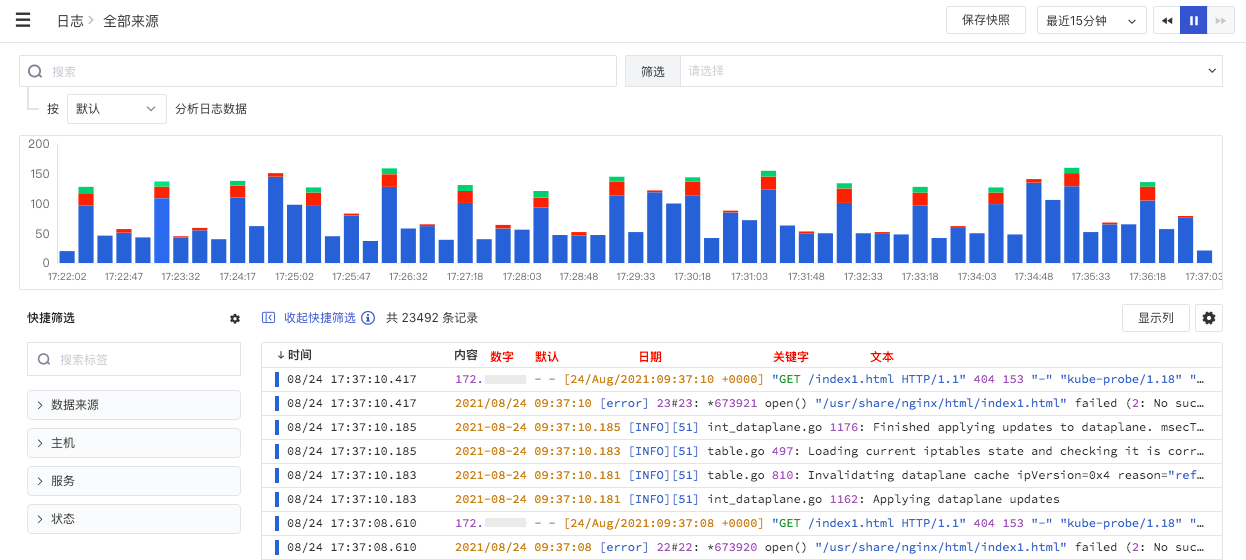 日志 > 全部来源 保存快照 最近15分钟
搜索 筛选 请选择
按 默认 分析日志数据
200
150
100
50
0
17:22:02 17:22:47 17:23:32 17:24:17 17:25:02 17:25:47 17:26:32 17:27:18 17:28:03 17:28:48 17:29:33 17:30:18 17:31:03 17:31:48 17:32:33 17:33:18 17:34:03 17:34:48 17:35:33 17:36:18 17:37:03
快捷筛选 收起快捷筛选 共 23492 条记录 显示列
搜索标签
数据来源
主机
服务
状态
↓时间 内容 数字 默认 日期 关键字 文本
08/24 17:37:10.417 172. - - [24/Aug/2021:09:37:10 +0000] "GET /index1.html HTTP/1.1" 404 153 "-" "kube-probe/1.18" "…
08/24 17:37:10.417 2021/08/24 09:37:10 [error] 23#23: *673921 open() "/usr/share/nginx/html/index1.html" failed (2: No suc…
08/24 17:37:10.185 2021-08-24 09:37:10.185 [INFO][51] int_dataplane.go 1176: Finished applying updates to dataplane. msecT…
08/24 17:37:10.185 2021-08-24 09:37:10.183 [INFO][51] table.go 497: Loading current iptables state and checking it is corr…
08/24 17:37:10.183 2021-08-24 09:37:10.181 [INFO][51] table.go 810: Invalidating dataplane cache ipVersion=0x4 reason="ref…
08/24 17:37:10.183 2021-08-24 09:37:10.181 [INFO][51] int_dataplane.go 1162: Applying dataplane updates
08/24 17:37:08.610 172. - - [24/Aug/2021:09:37:08 +0000] "GET /index1.html HTTP/1.1" 404 153 "-" "kube-probe/1.18" "…
08/24 17:37:08.610 2021/08/24 09:37:08 [error] 22#22: *673920 open() "/usr/share/nginx/html/index1.html" failed (2: No suc…